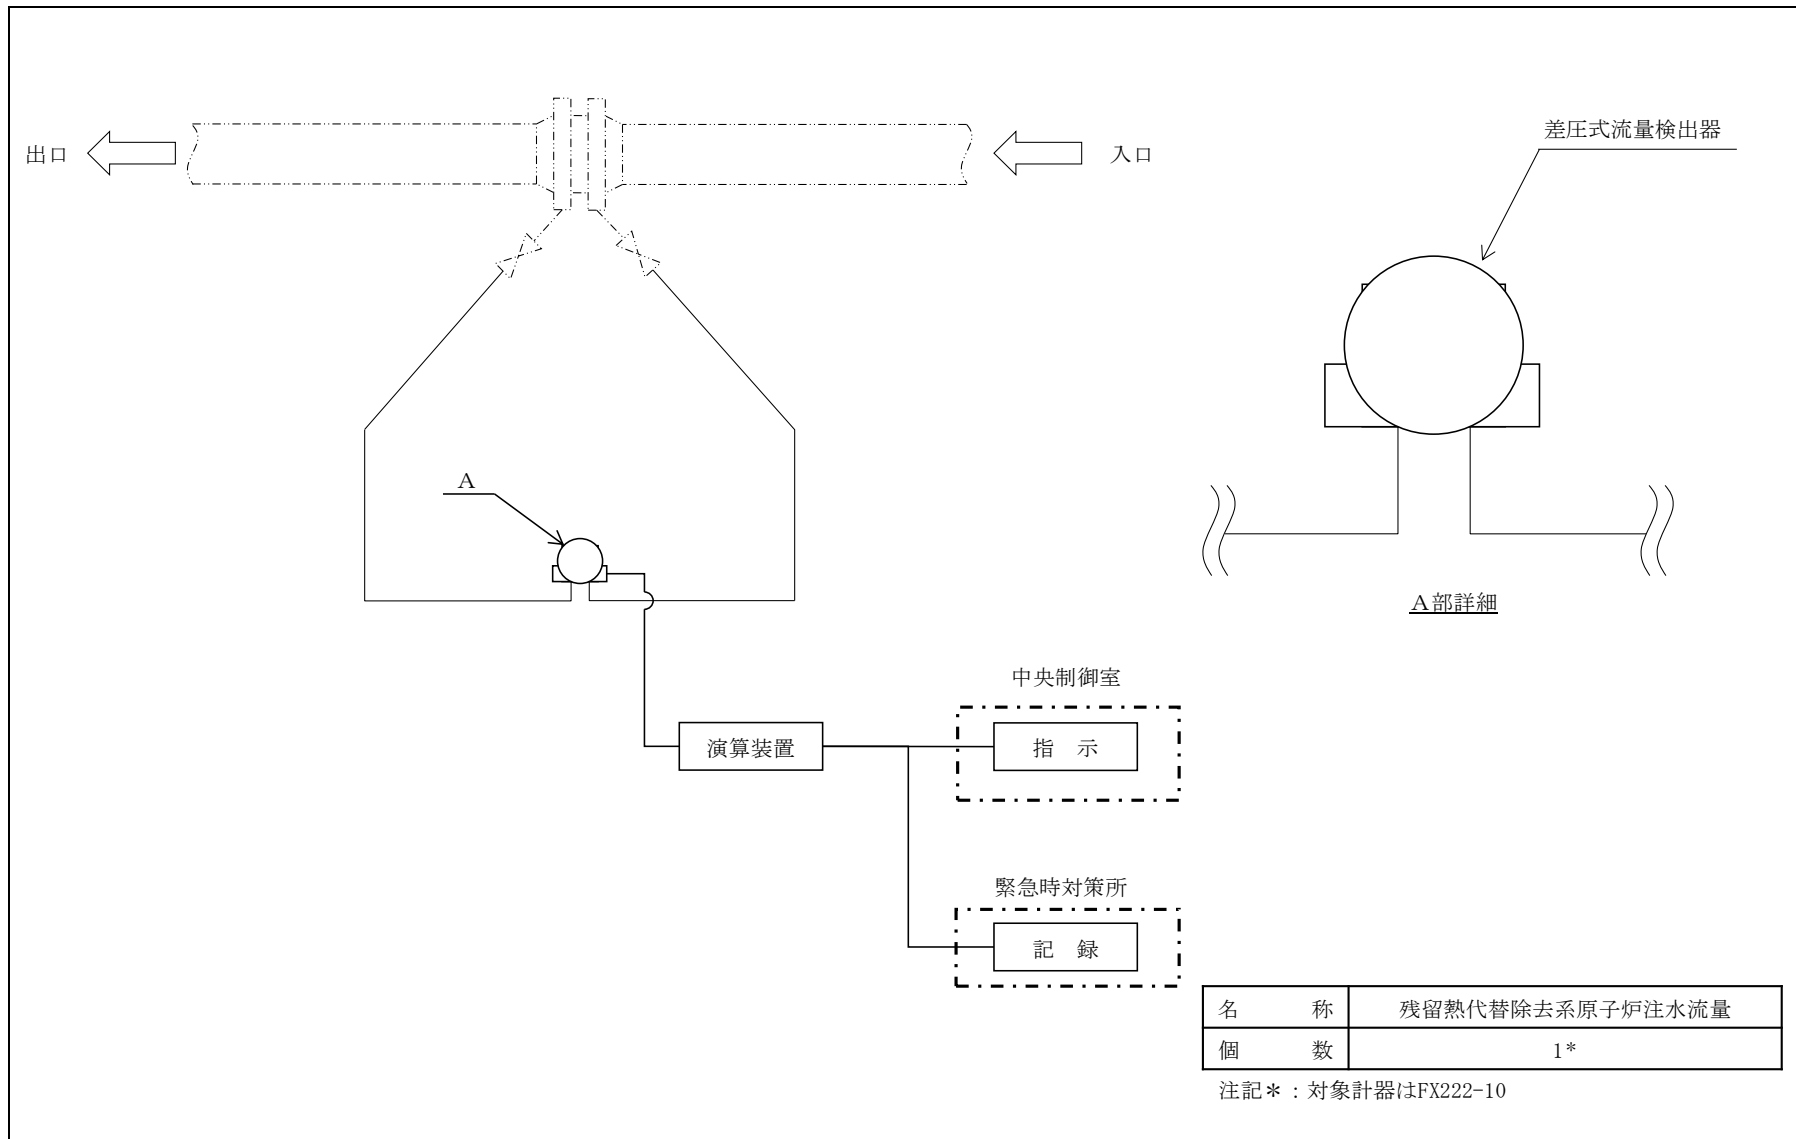 差圧式流量検出器
出口
入口
A
A部詳細
中央制御室
演算装置
指 示
緊急時対策所
記 録
名 称 残留熱代替除去系原子炉注水流量
個 数 1*
注記*：対象計器はFX222-10